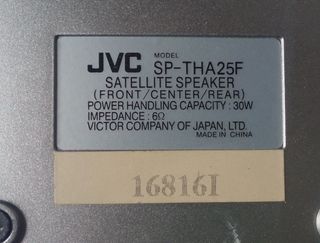 JVC MODEL SP-THA25F
SATELLITE SPEAKER
(FRONT/CENTER/REAR)
POWER HANDLING CAPACITY : 30W
IMPEDANCE : 6Ω
VICTOR COMPANY OF JAPAN, LTD.
MADE IN CHINA
16816I